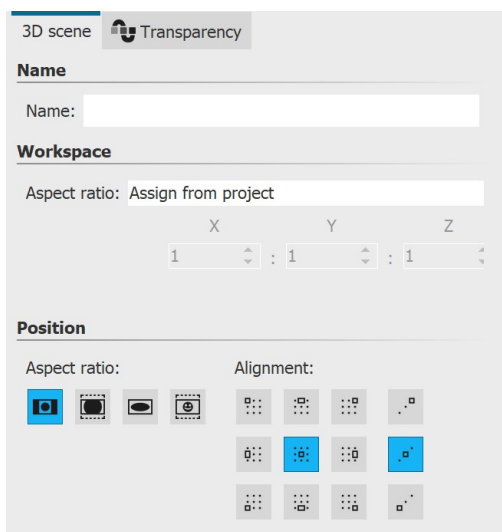 3D scene Transparency
Name
Name:
Workspace
Aspect ratio: Assign from project
X Y Z
1 : 1 : 1
Position
Aspect ratio: Alignment: